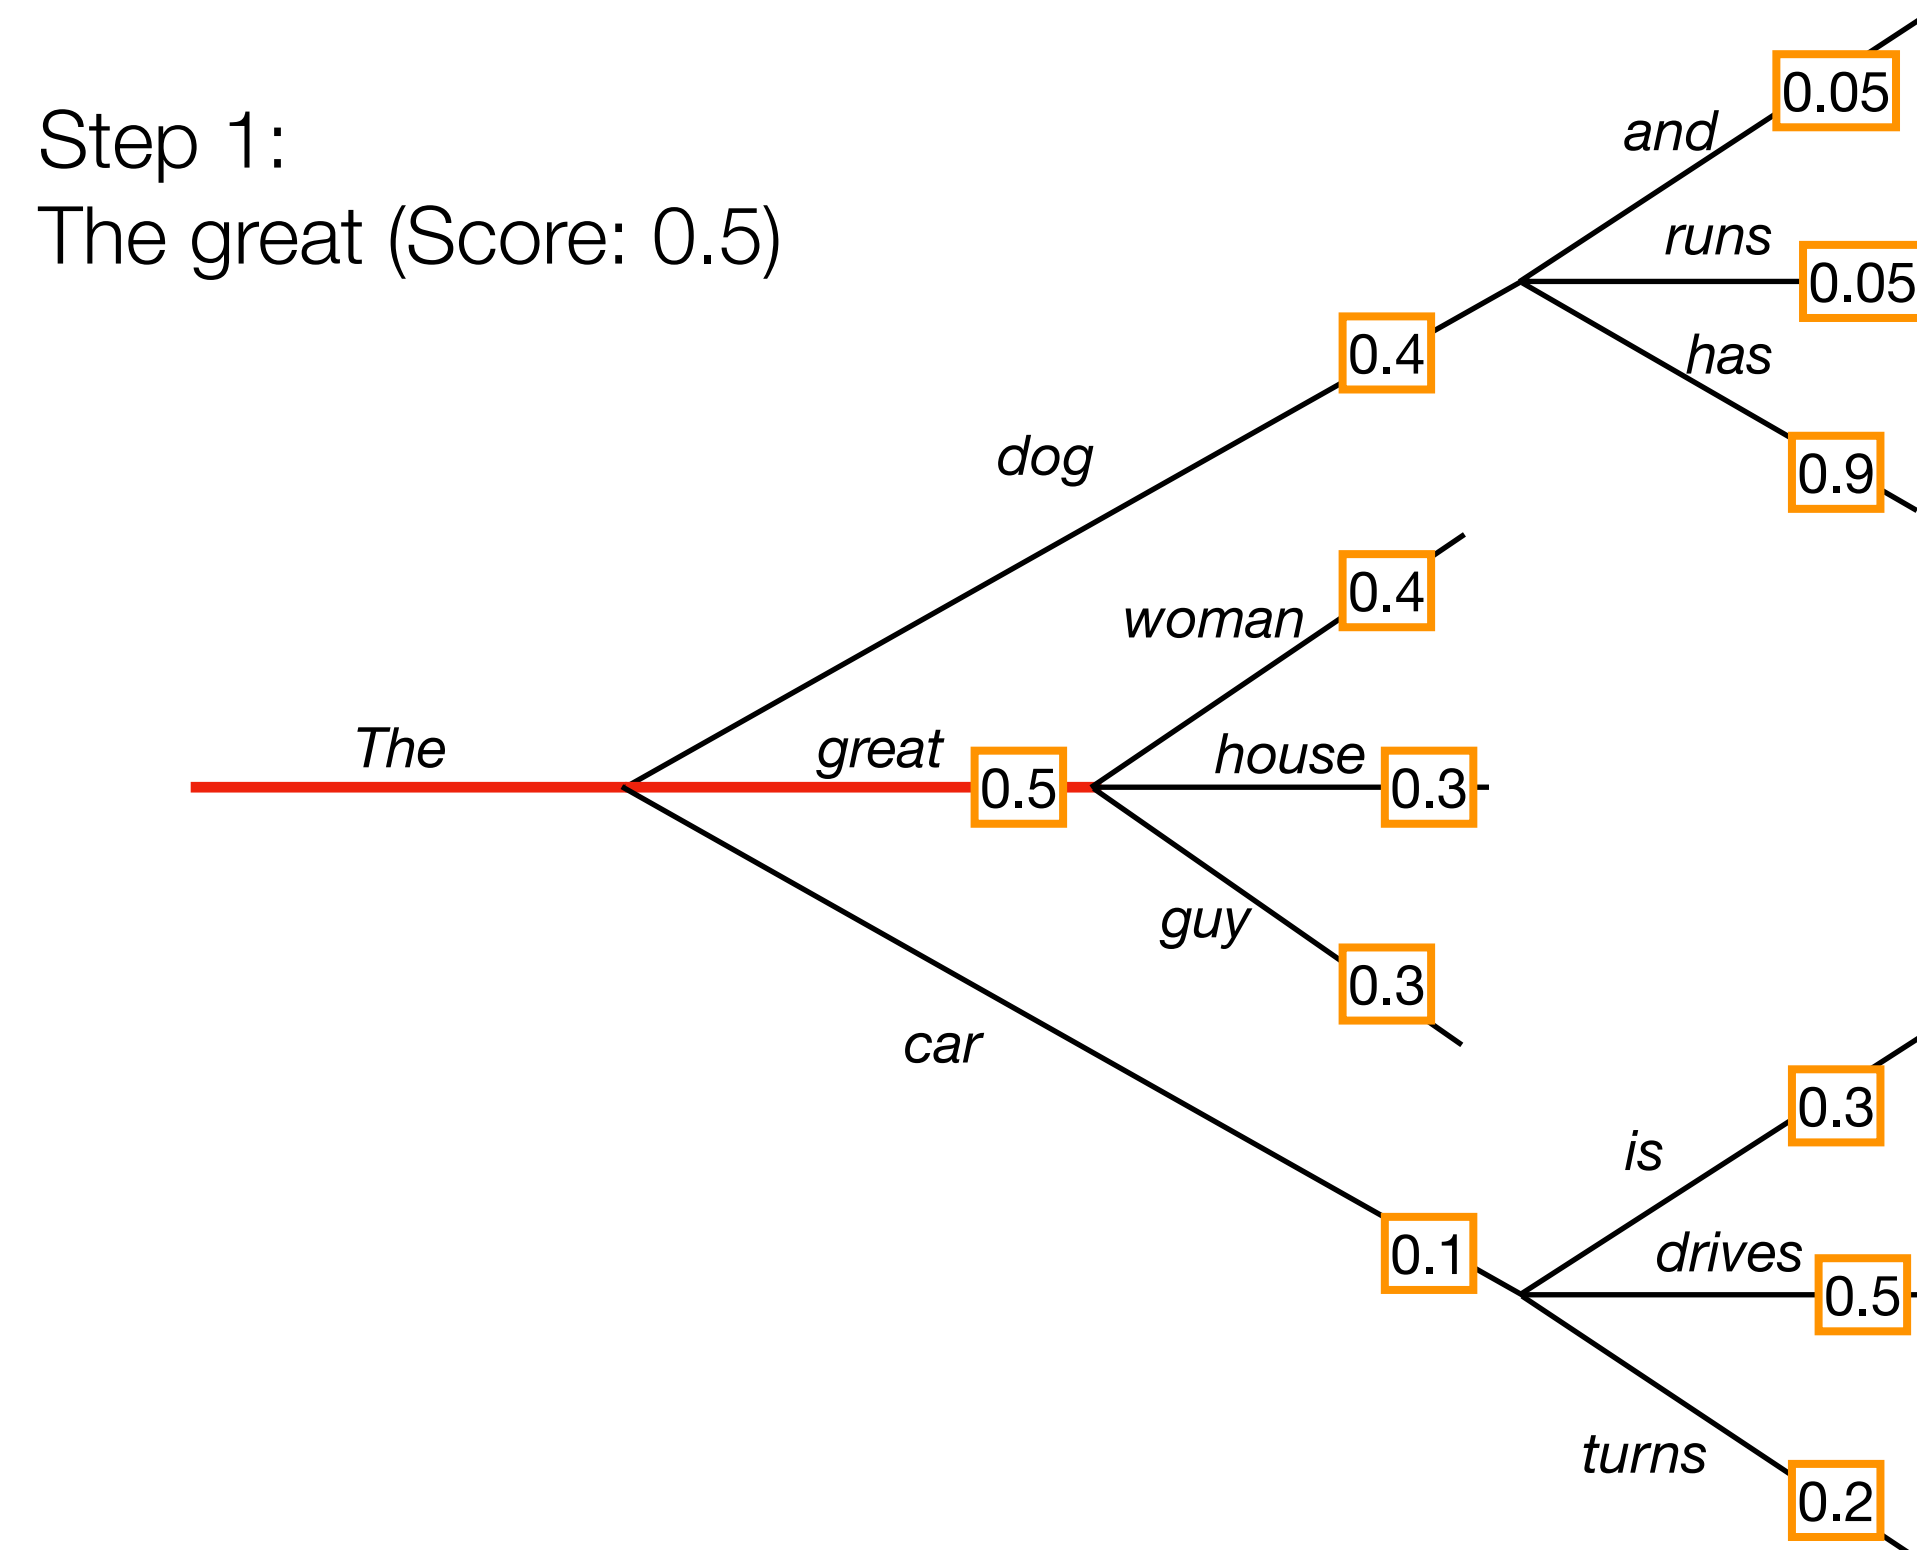 Step 1:
The great (Score: 0.5)
and
0.05
runs
0.05
has
0.9
0.4
dog
woman
0.4
The
great
0.5
house
0.3
guy
0.3
car
0.1
is
0.3
drives
0.5
turns
0.2